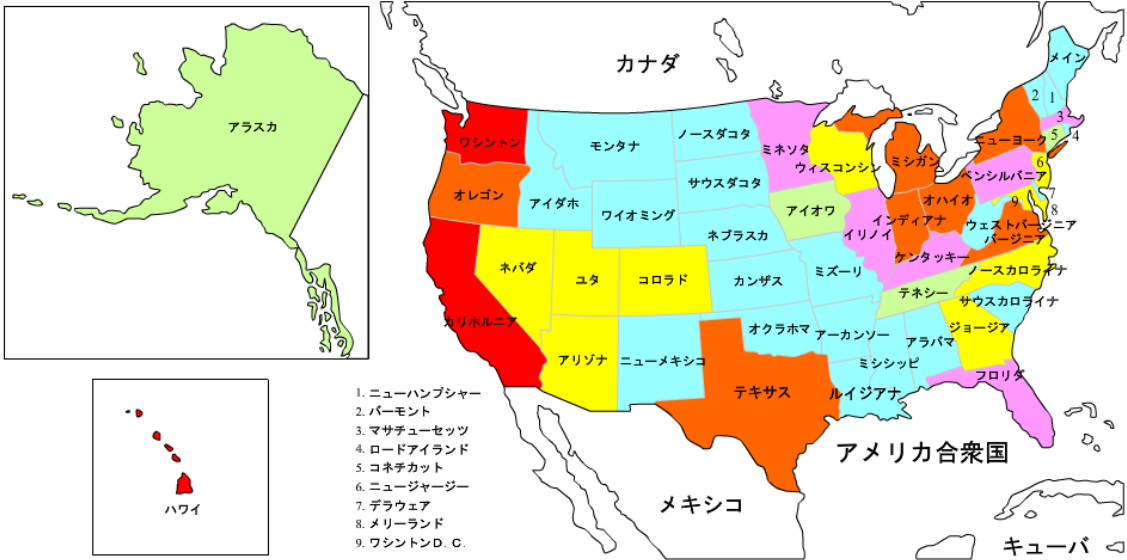 カナダ
アラスカ
メイン
2
1
3
4
5
ニューヨーク
ワシントン
モンタナ
ノースダコタ
ミネソタ
ウィスコンシン
ミシガン
ペンシルバニア
6
サウスダコタ
オレゴン
アイダホ
ワイオミング
アイオワ
オハイオ
7
8
9
インディアナ
イリノイ
ウェストバージニア
バージニア
ネブラスカ
ケンタッキー
ネバダ
ユタ
コロラド
カンザス
ミズーリ
ノースカロライナ
テネシー
サウスカロライナ
カリホルニア
オクラホマ
アーカンソー
ジョージア
アラバマ
アリゾナ
ニューメキシコ
ミシシッピ
フロリダ
テキサス
ルイジアナ
アメリカ合衆国
メキシコ
キューバ
ハワイ
1. ニューハンプシャー
2. バーモント
3. マサチューセッツ
4. ロードアイランド
5. コネチカット
6. ニュージャージー
7. デラウェア
8. メリーランド
9. ワシントンＤ．Ｃ．